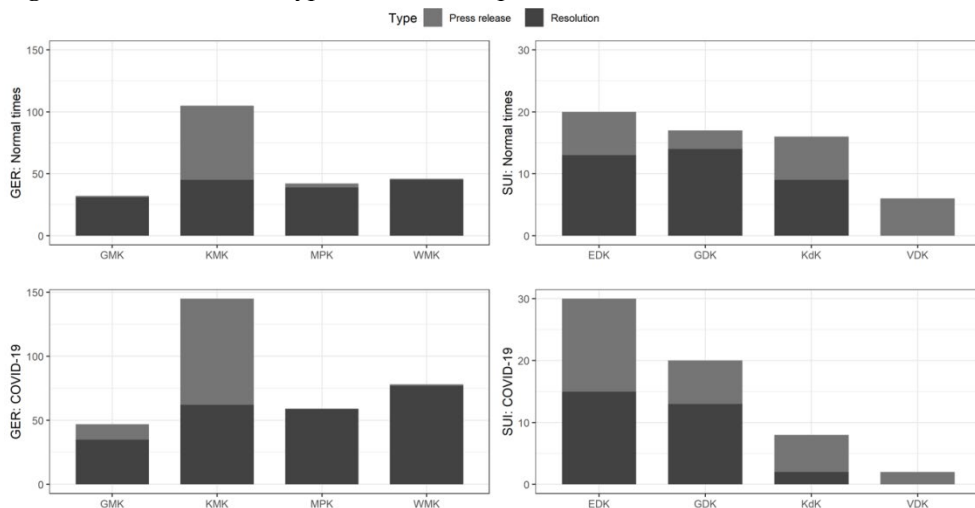 Type Press release Resolution
GER: Normal times
150
100
50
0
GMK KMK MPK WMK
SUI: Normal times
30
20
10
0
EDK GDK KdK VDK
GER: COVID-19
150
100
50
0
GMK KMK MPK WMK
SUI: COVID-19
30
20
10
0
EDK GDK KdK VDK